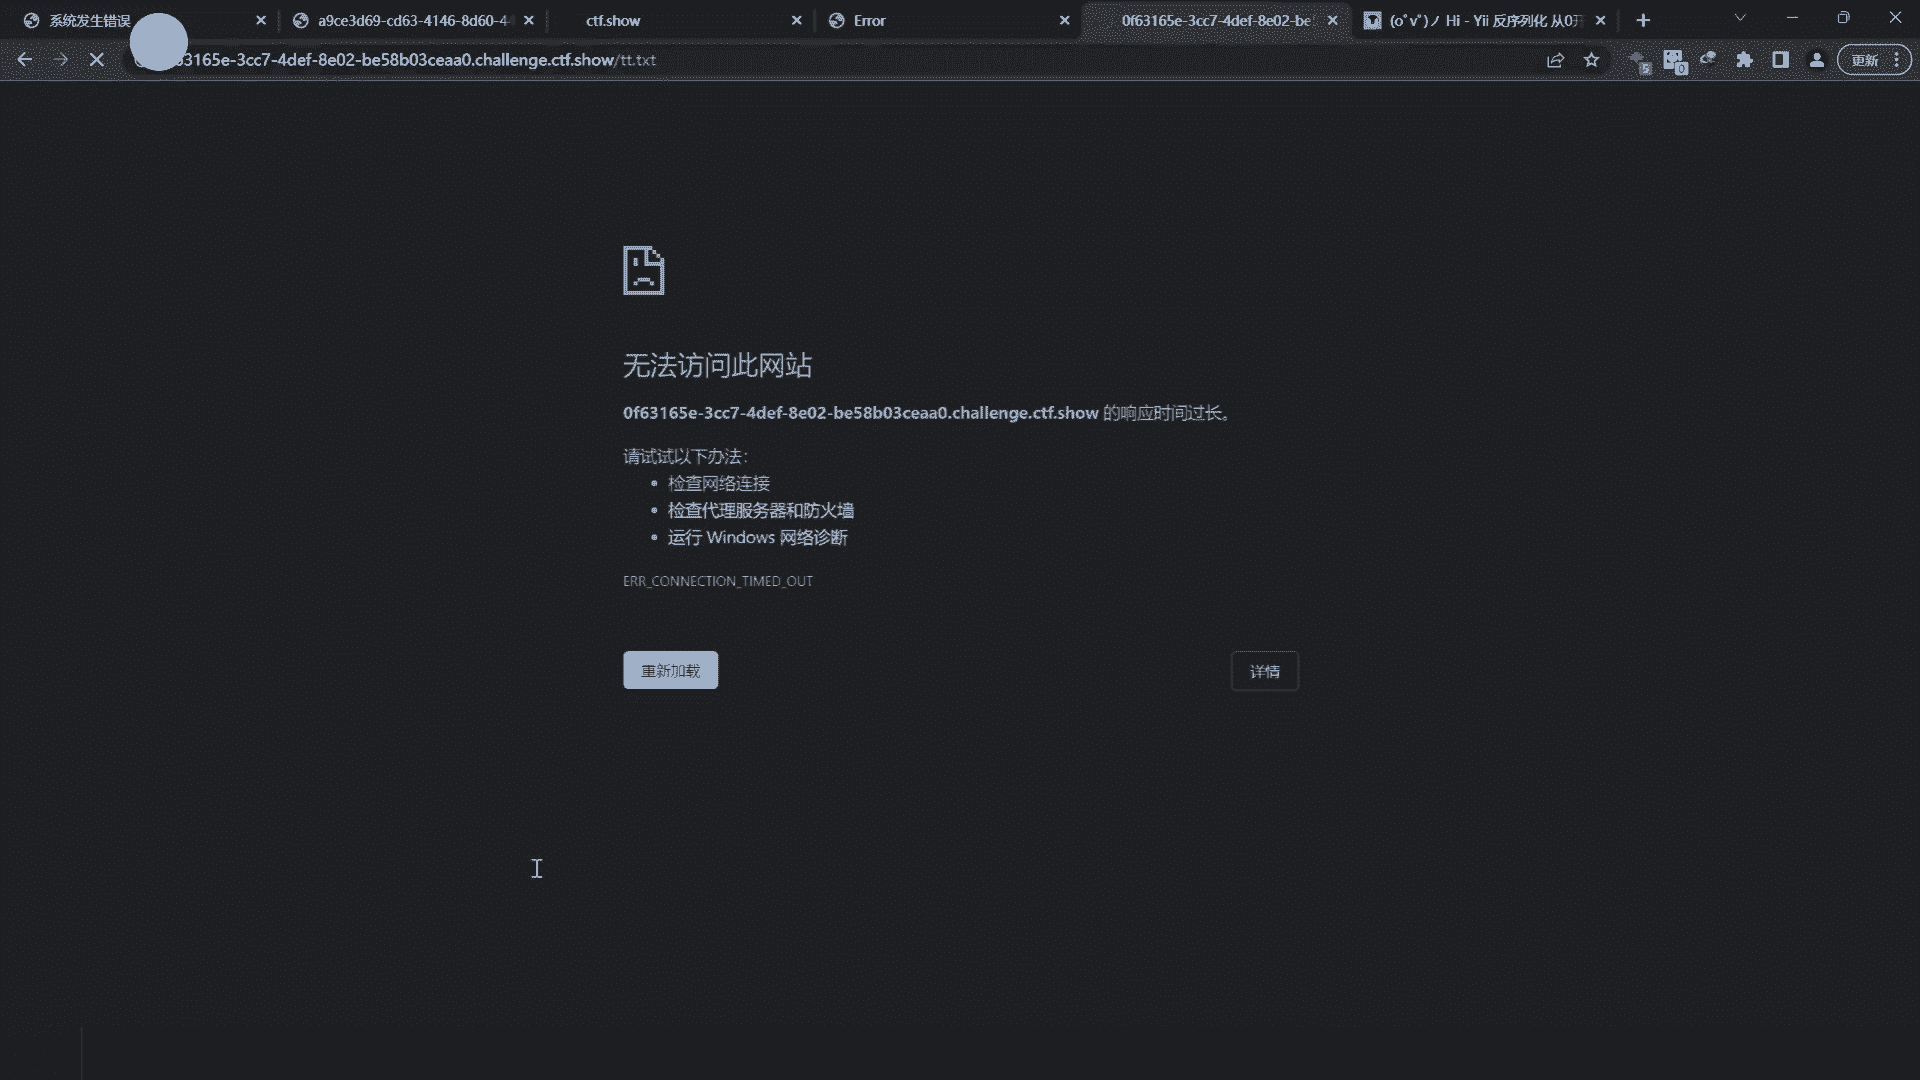 系统发生错误
a9ce3d69-cd63-4146-8d60-4
ctf.show
Error
0f63165e-3cc7-4def-8e02-be
(o゚v゚)ノ Hi - Yii 反序列化 从0开
3165e-3cc7-4def-8e02-be58b03ceaa0.challenge.ctf.show/tt.txt
5
0
更新
无法访问此网站
0f63165e-3cc7-4def-8e02-be58b03ceaa0.challenge.ctf.show 的响应时间过长。
请试试以下办法：
• 检查网络连接
• 检查代理服务器和防火墙
• 运行 Windows 网络诊断
ERR_CONNECTION_TIMED_OUT
重新加载
详情